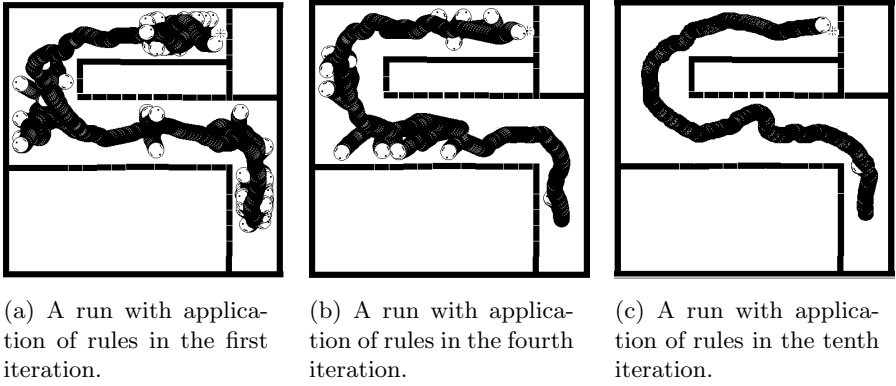 (a) A run with applica-
tion of rules in the first
iteration.
(b) A run with applica-
tion of rules in the fourth
iteration.
(c) A run with applica-
tion of rules in the tenth
iteration.